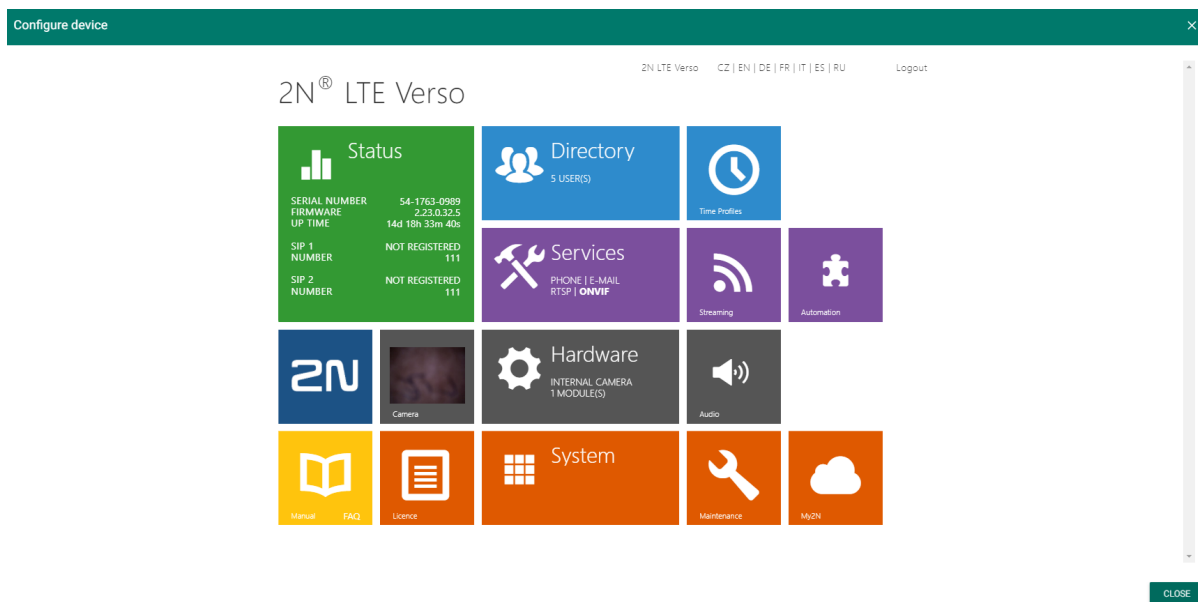 Configure device
2N LTE Verso CZ | EN | DE | FR | IT | ES | RU Logout
2N® LTE Verso
Status
SERIAL NUMBER 54-1763-0989
FIRMWARE 2.23.0.32.5
UP TIME 14d 18h 33m 40s
SIP 1 NOT REGISTERED
NUMBER 111
SIP 2 NOT REGISTERED
NUMBER 111
Directory
5 USER(S)
Time Profiles
Services
PHONE | E-MAIL
RTSP | ONVIF
Streaming
Automation
2N
Camera
Hardware
INTERNAL CAMERA
1 MODULE(S)
Audio
Manual FAQ
Licence
System
Maintenance
My2N
CLOSE